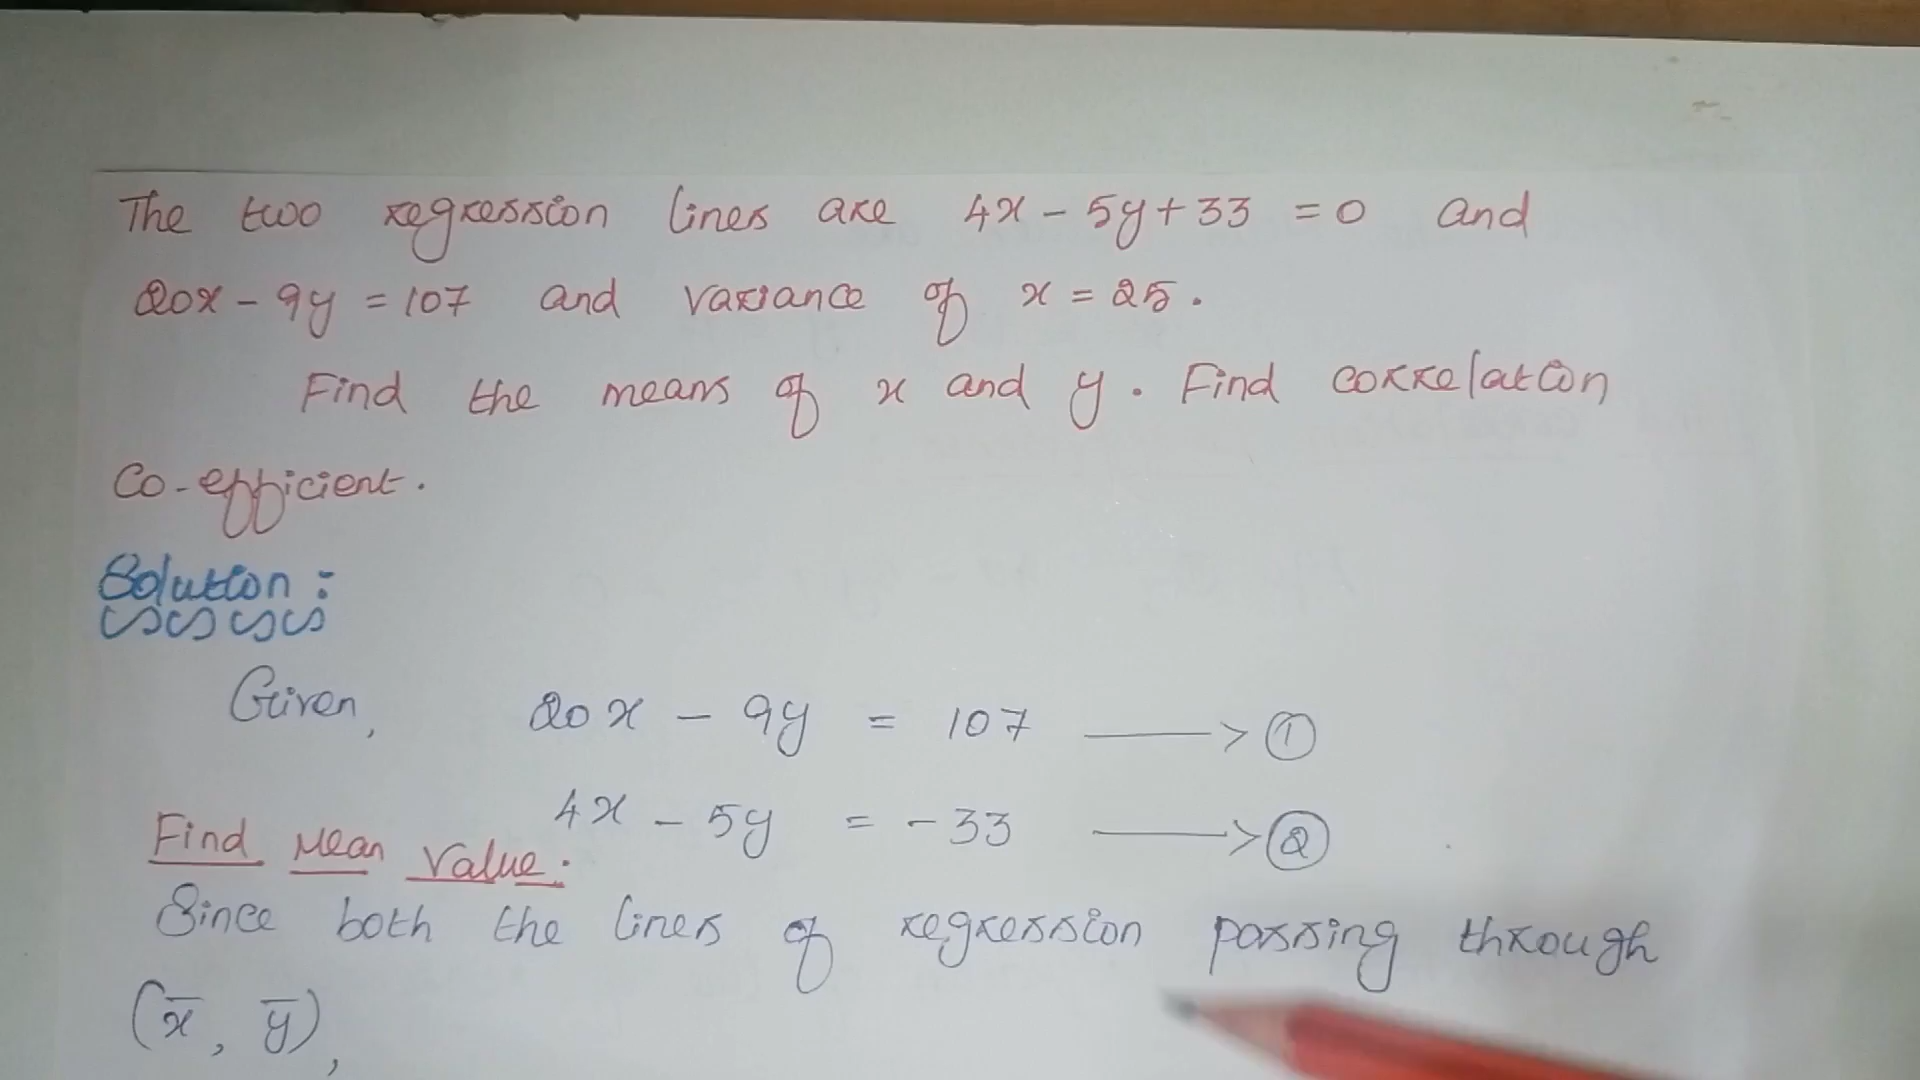 The two regression lines are 4x - 5y + 33 = 0 and
20x - 9y = 107 and variance of x = 25.
Find the means of x and y. Find correlation
co-efficient.
Solution:
Given, 20x - 9y = 107 ⟶ ①
4x - 5y = -33 ⟶ ②
Find Mean Value:
Since both the lines of regression passing through
(x̅, y̅),